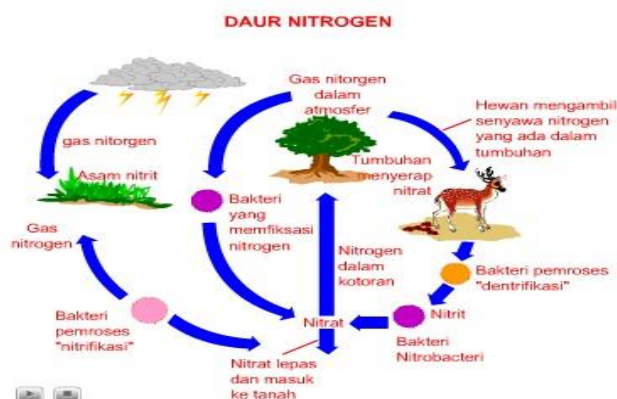 DAUR NITROGEN
Gas nitorgen
dalam
atmosfer
Hewan mengambil
senyawa nitrogen
yang ada dalam
tumbuhan
gas nitorgen
Asam nitrit
Tumbuhan
menyerap
nitrat
Bakteri
yang
memfiksasi
nitrogen
Gas
nitrogen
Nitrogen
dalam
kotoran
Bakteri pemroses
"dentrifikasi"
Bakteri
pemroses
"nitrifikasi"
Nitrat
Nitrit
Bakteri
Nitrobacteri
Nitrat lepas
dan masuk
ke tanah